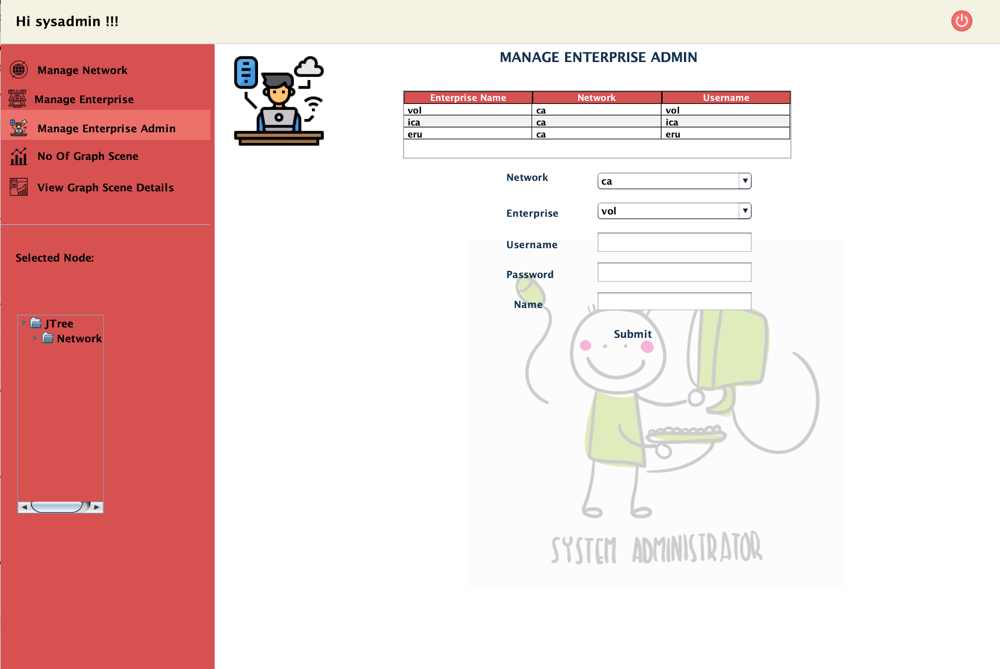 Hi sysadmin !!!
Manage Network
Manage Enterprise
Manage Enterprise Admin
No Of Graph Scene
View Graph Scene Details
Selected Node:
JTree
Network
MANAGE ENTERPRISE ADMIN
Enterprise Name Network Username
vol ca vol
ica ca ica
eru ca eru
Network ca
Enterprise vol
Username
Password
Name
Submit
SYSTEM ADMINISTRATOR